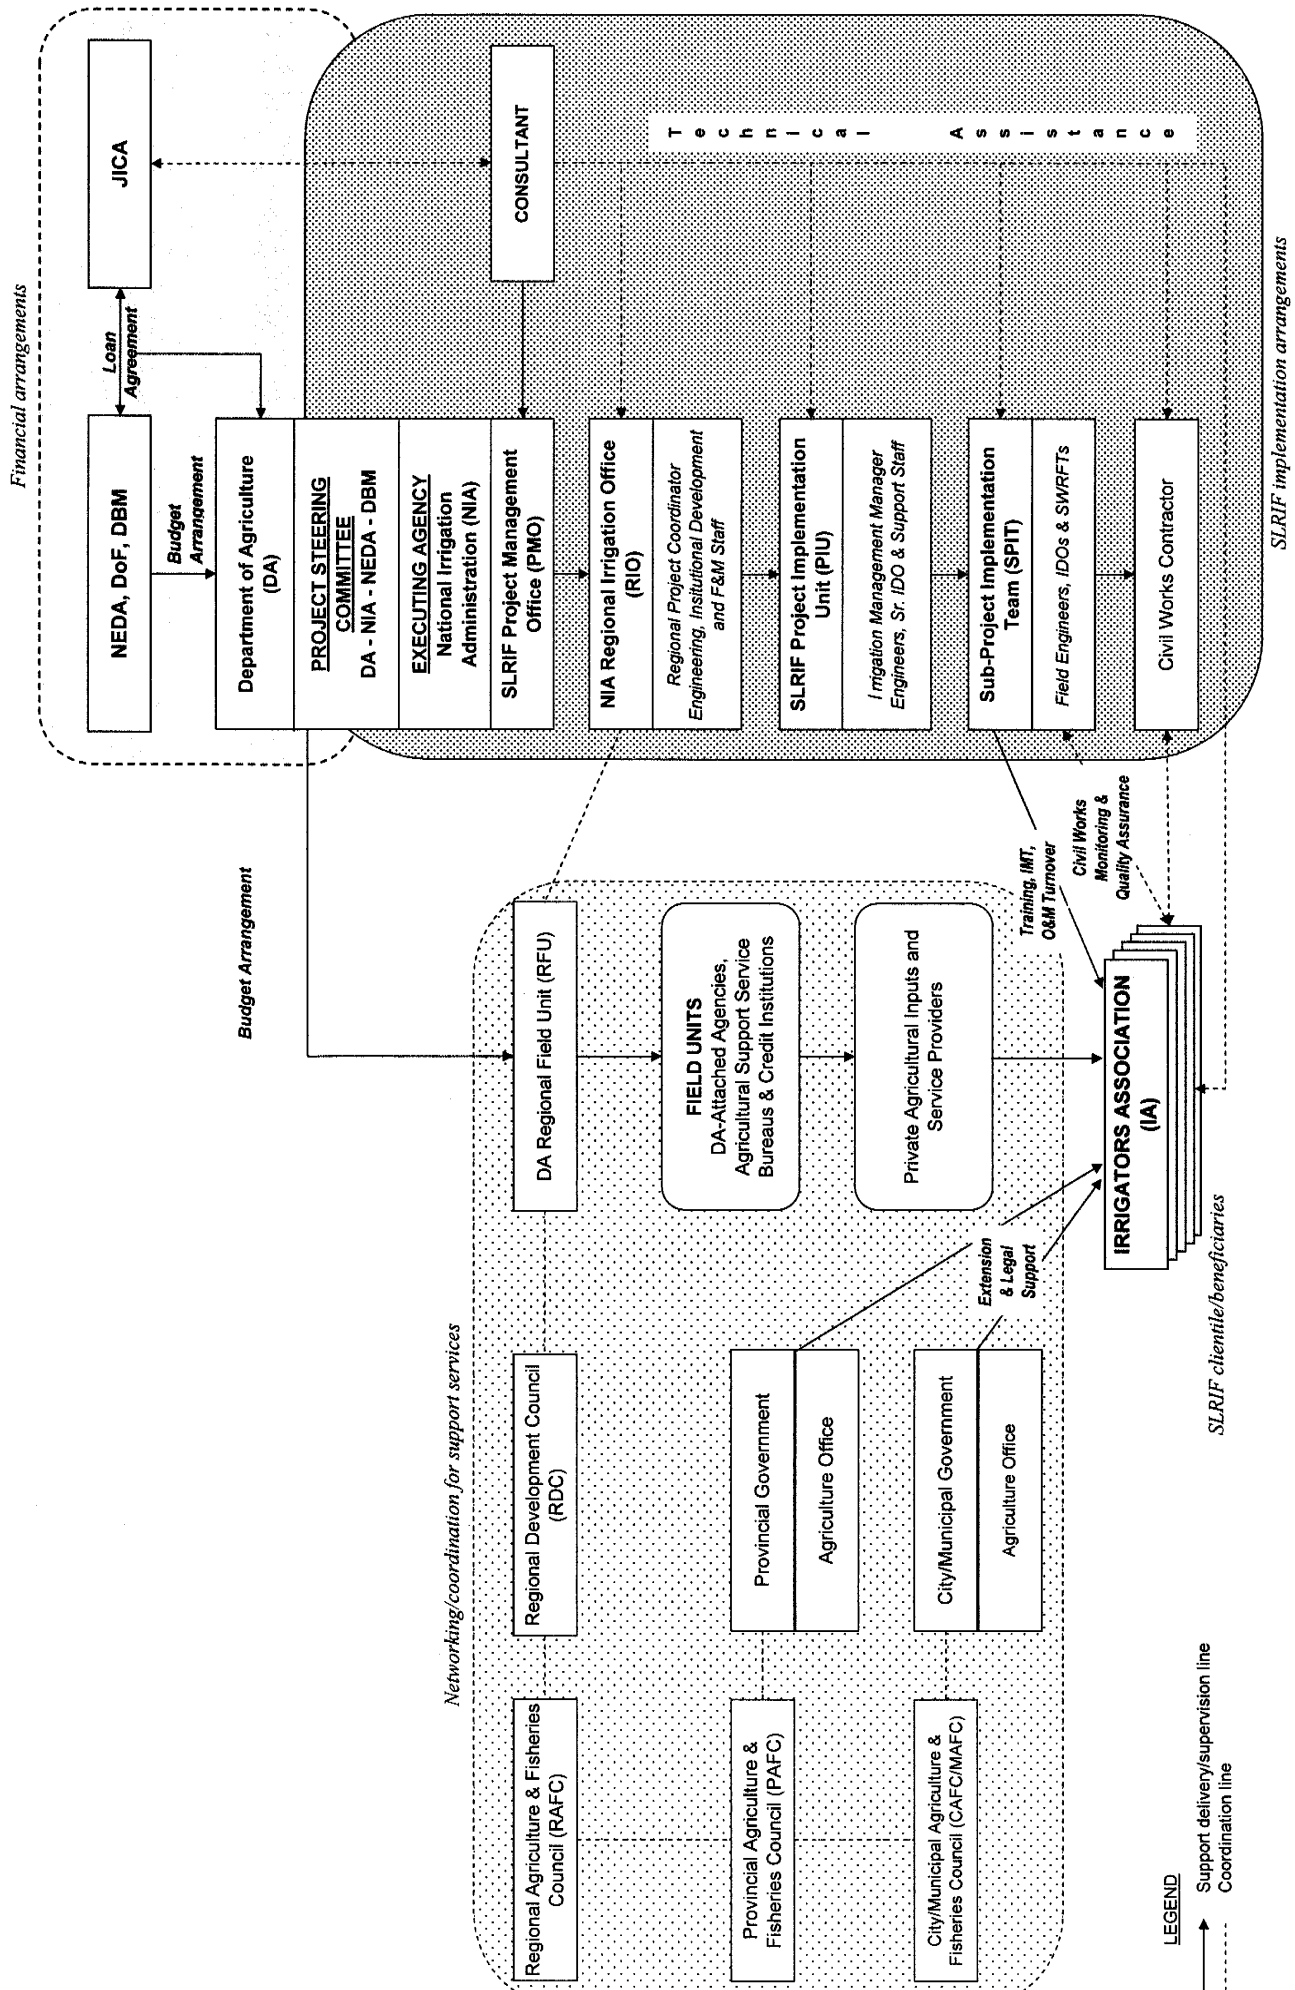 Financial arrangements
JICA
Loan
Agreement
NEDA, DoF, DBM
Budget
Arrangement
Department of Agriculture
(DA)
PROJECT STEERING
COMMITTEE
DA - NIA - NEDA - DBM
EXECUTING AGENCY
National Irrigation
Administration (NIA)
SLRIF Project Management
Office (PMO)
CONSULTANT
Technical Assistance
NIA Regional Irrigation Office
(RIO)
Regional Project Coordinator
Engineering, Insitutional Development
and F&M Staff
SLRIF Project Implementation
Unit (PIU)
I rrigation Management Manager
Engineers, Sr. IDO & Support Staff
Sub-Project Implementation
Team (SPIT)
Field Engineers, IDOs & SWRFTs
Civil Works Contractor
SLRIF implementation arrangements
Budget Arrangement
Training, IMT,
O&M Turnover
Civil Works
Monitoring &
Quality Assurance
Networking/coordination for support services
DA Regional Field Unit (RFU)
FIELD UNITS
DA-Attached Agencies,
Agricultural Support Service
Bureaus & Credit Institutions
Private Agricultural Inputs and
Service Providers
Regional Development Council
(RDC)
Regional Agriculture & Fisheries
Council (RAFC)
Provincial Government
Agriculture Office
Provincial Agriculture &
Fisheries Council (PAFC)
City/Municipal Government
Agriculture Office
City/Municipal Agriculture &
Fisheries Council (CAFC/MAFC)
Extension
& Legal
Support
IRRIGATORS ASSOCIATION
(IA)
SLRIF clientile/beneficiaries
LEGEND
Support delivery/supervision line
Coordination line